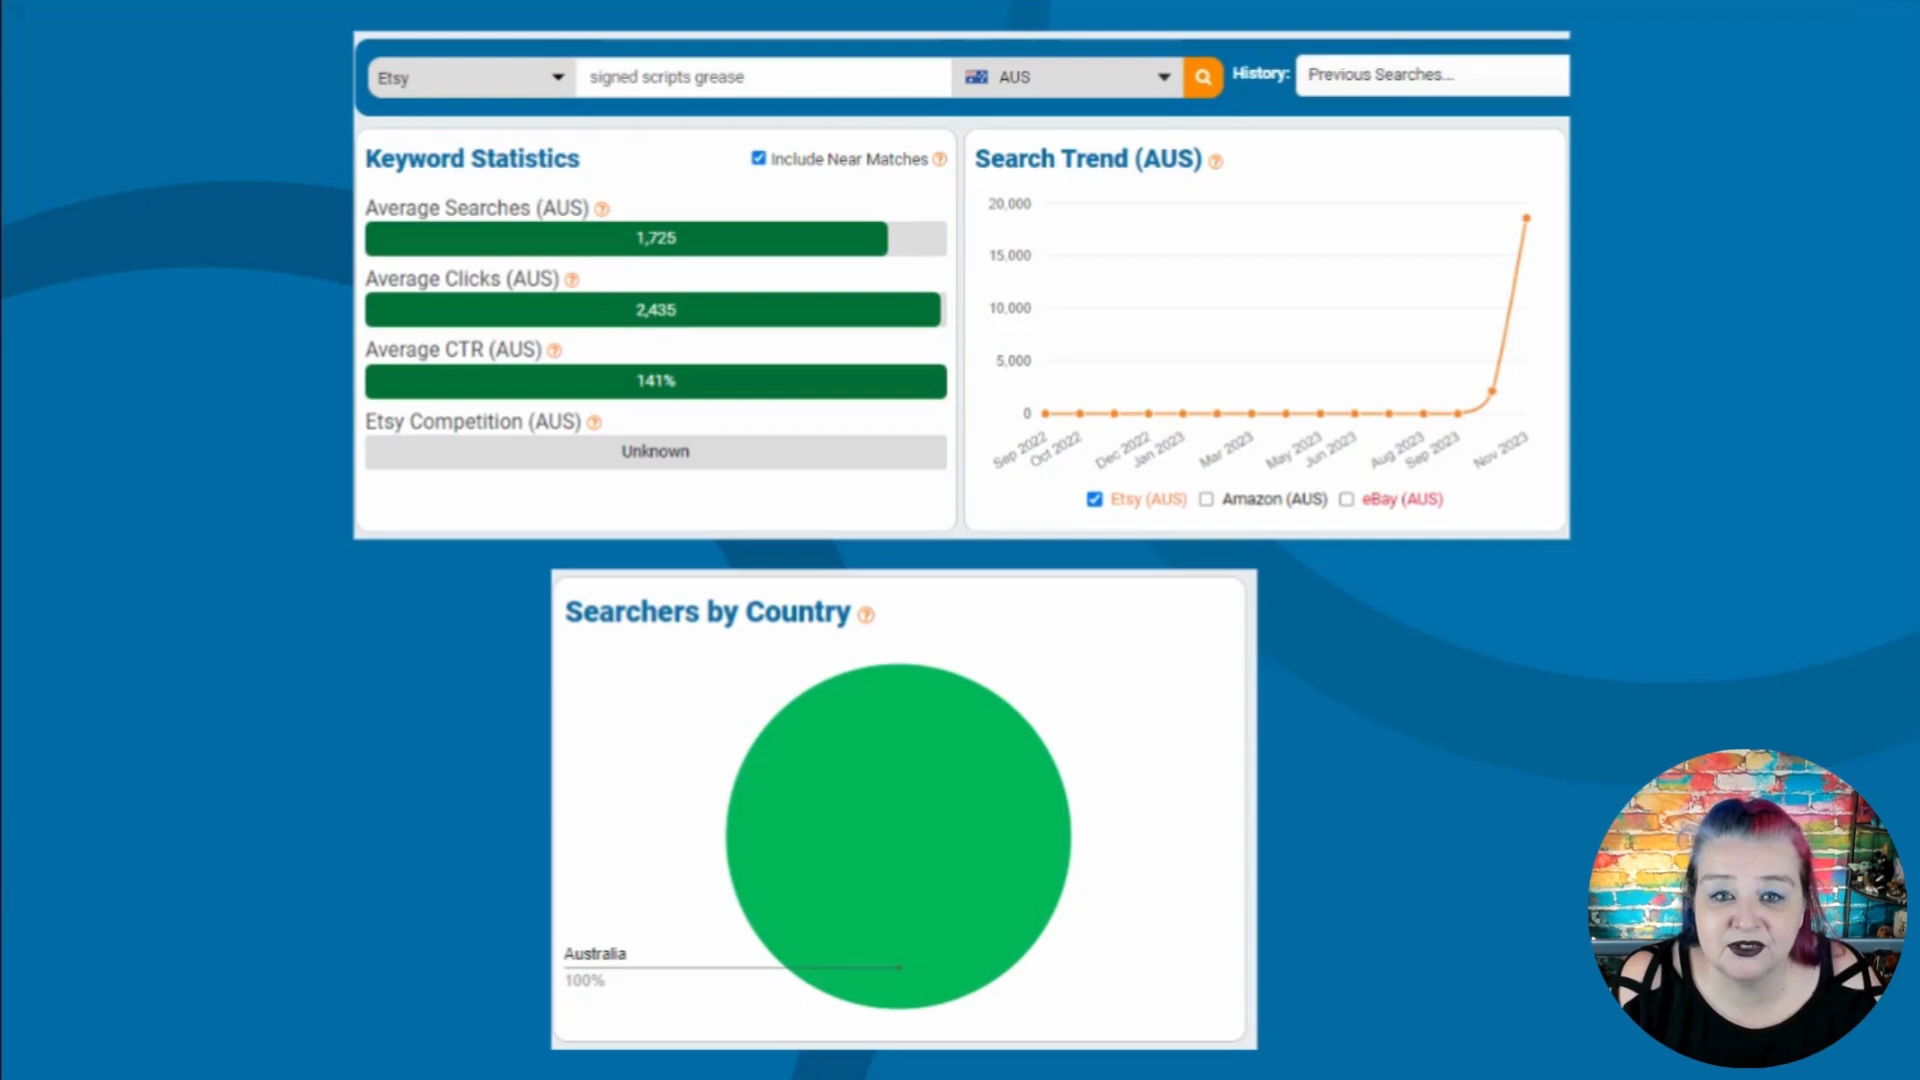 Etsy
signed scripts grease
AUS
History:
Previous Searches...
Keyword Statistics
Include Near Matches ?
Average Searches (AUS) ?
1,725
Average Clicks (AUS) ?
2,435
Average CTR (AUS) ?
141%
Etsy Competition (AUS) ?
Unknown
Search Trend (AUS) ?
20,000
15,000
10,000
5,000
0
Sep 2022
Oct 2022
Dec 2022
Jan 2023
Mar 2023
May 2023
Jun 2023
Aug 2023
Sep 2023
Nov 2023
Etsy (AUS)
Amazon (AUS)
eBay (AUS)
Searchers by Country ?
Australia
100%